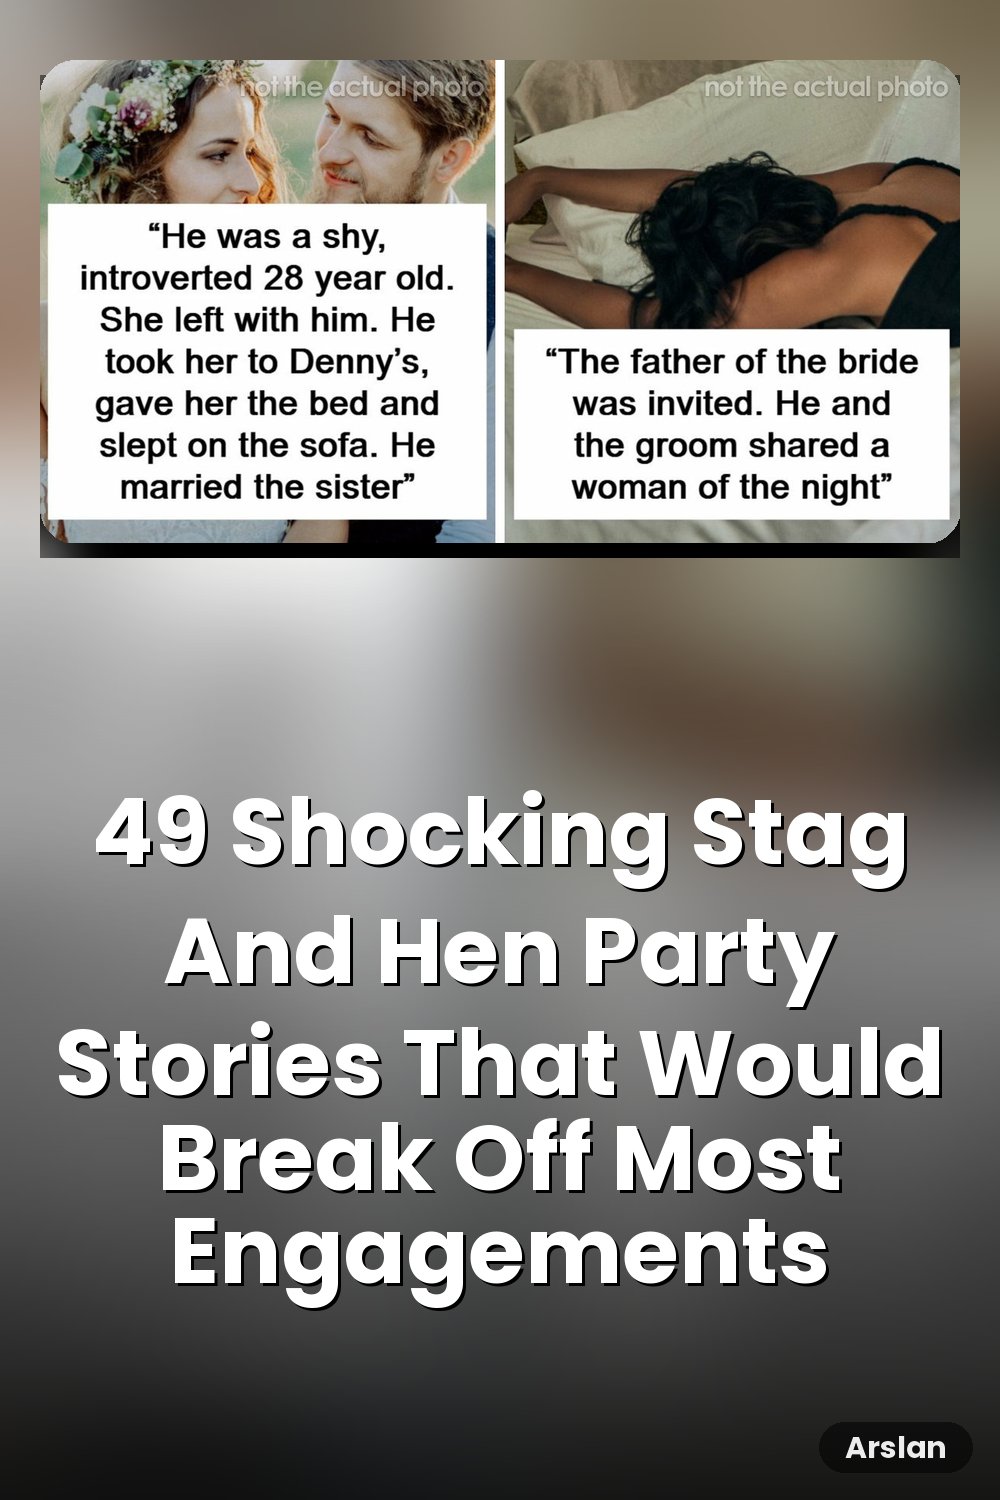 not the actual photo
not the actual photo
“He was a shy,
introverted 28 year old.
She left with him. He
took her to Denny’s,
gave her the bed and
slept on the sofa. He
married the sister”
“The father of the bride
was invited. He and
the groom shared a
woman of the night”
49 Shocking Stag
And Hen Party
Stories That Would
Break Off Most
Engagements
Arslan